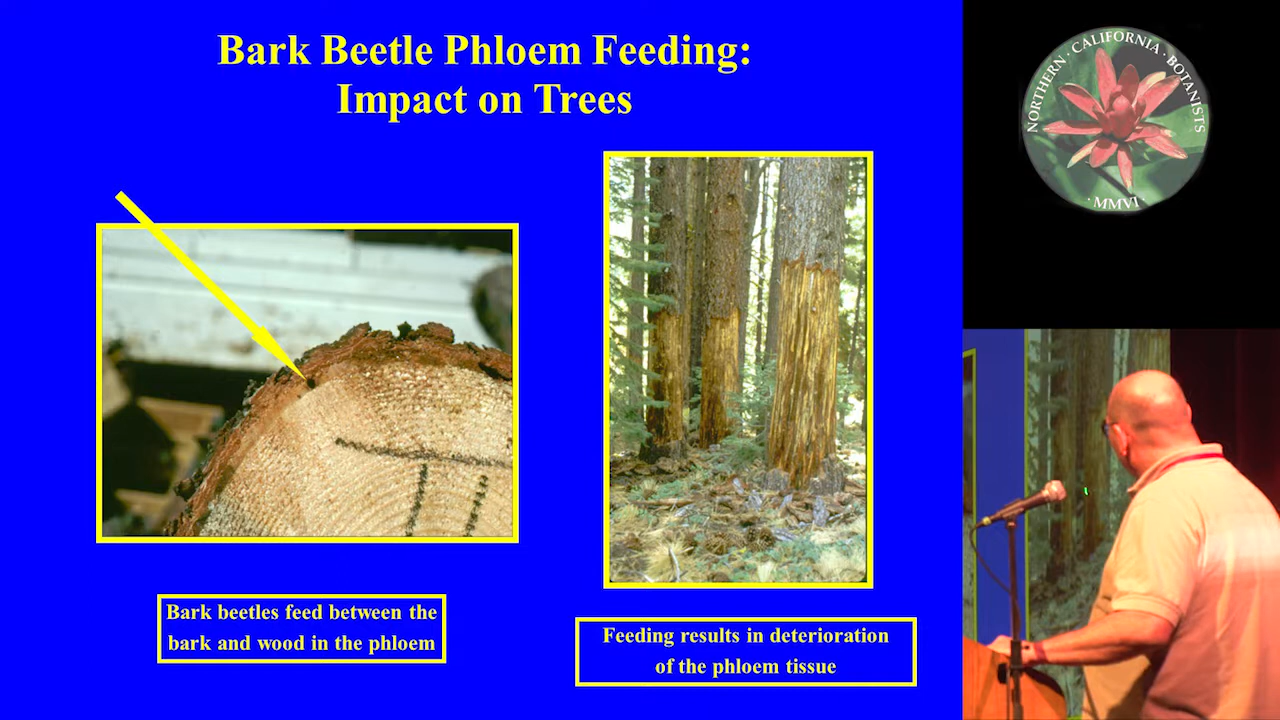 Bark Beetle Phloem Feeding:
Impact on Trees
Bark beetles feed between the
bark and wood in the phloem
Feeding results in deterioration
of the phloem tissue
NORTHERN · CALIFORNIA · BOTANISTS
· MMVI ·